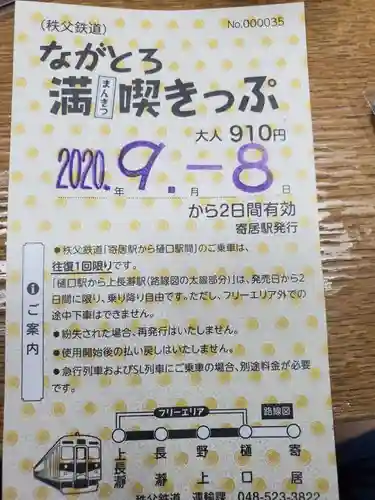 （秩父鉄道）
No.000035
ながとろ
満喫きっぷ
まんきつ
大人 910円
2020. 9. -8
年 月 日
から2日間有効
寄居駅発行
❶ご案内
●秩父鉄道「寄居駅から樋口駅間」のご乗車は、
往復1回限りです。
「樋口駅から上長瀞駅(路線図の太線部分)」は、発売日から2
日間に限り、乗り降り自由です。ただし、フリーエリア外での
途中下車はできません。
●紛失された場合、再発行はいたしません。
●使用開始後の払い戻しはいたしません。
●急行列車およびSL列車にご乗車の場合、別途料金が必要
です。
フリーエリア
路線図
上長瀞
長瀞
野上
樋口
寄居
秩父鉄道 運輸課 048-523-3822